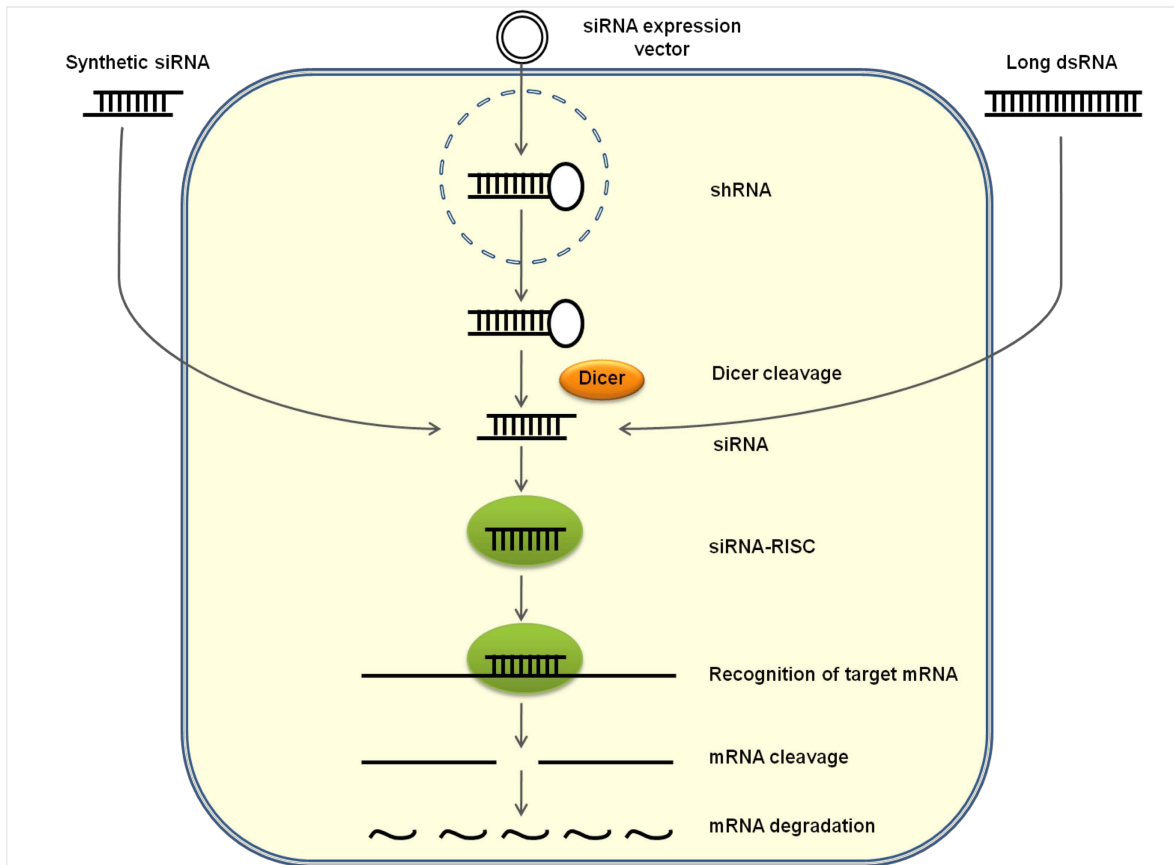 siRNA expression
vector
Synthetic siRNA
Long dsRNA
shRNA
Dicer
Dicer cleavage
siRNA
siRNA-RISC
Recognition of target mRNA
mRNA cleavage
mRNA degradation